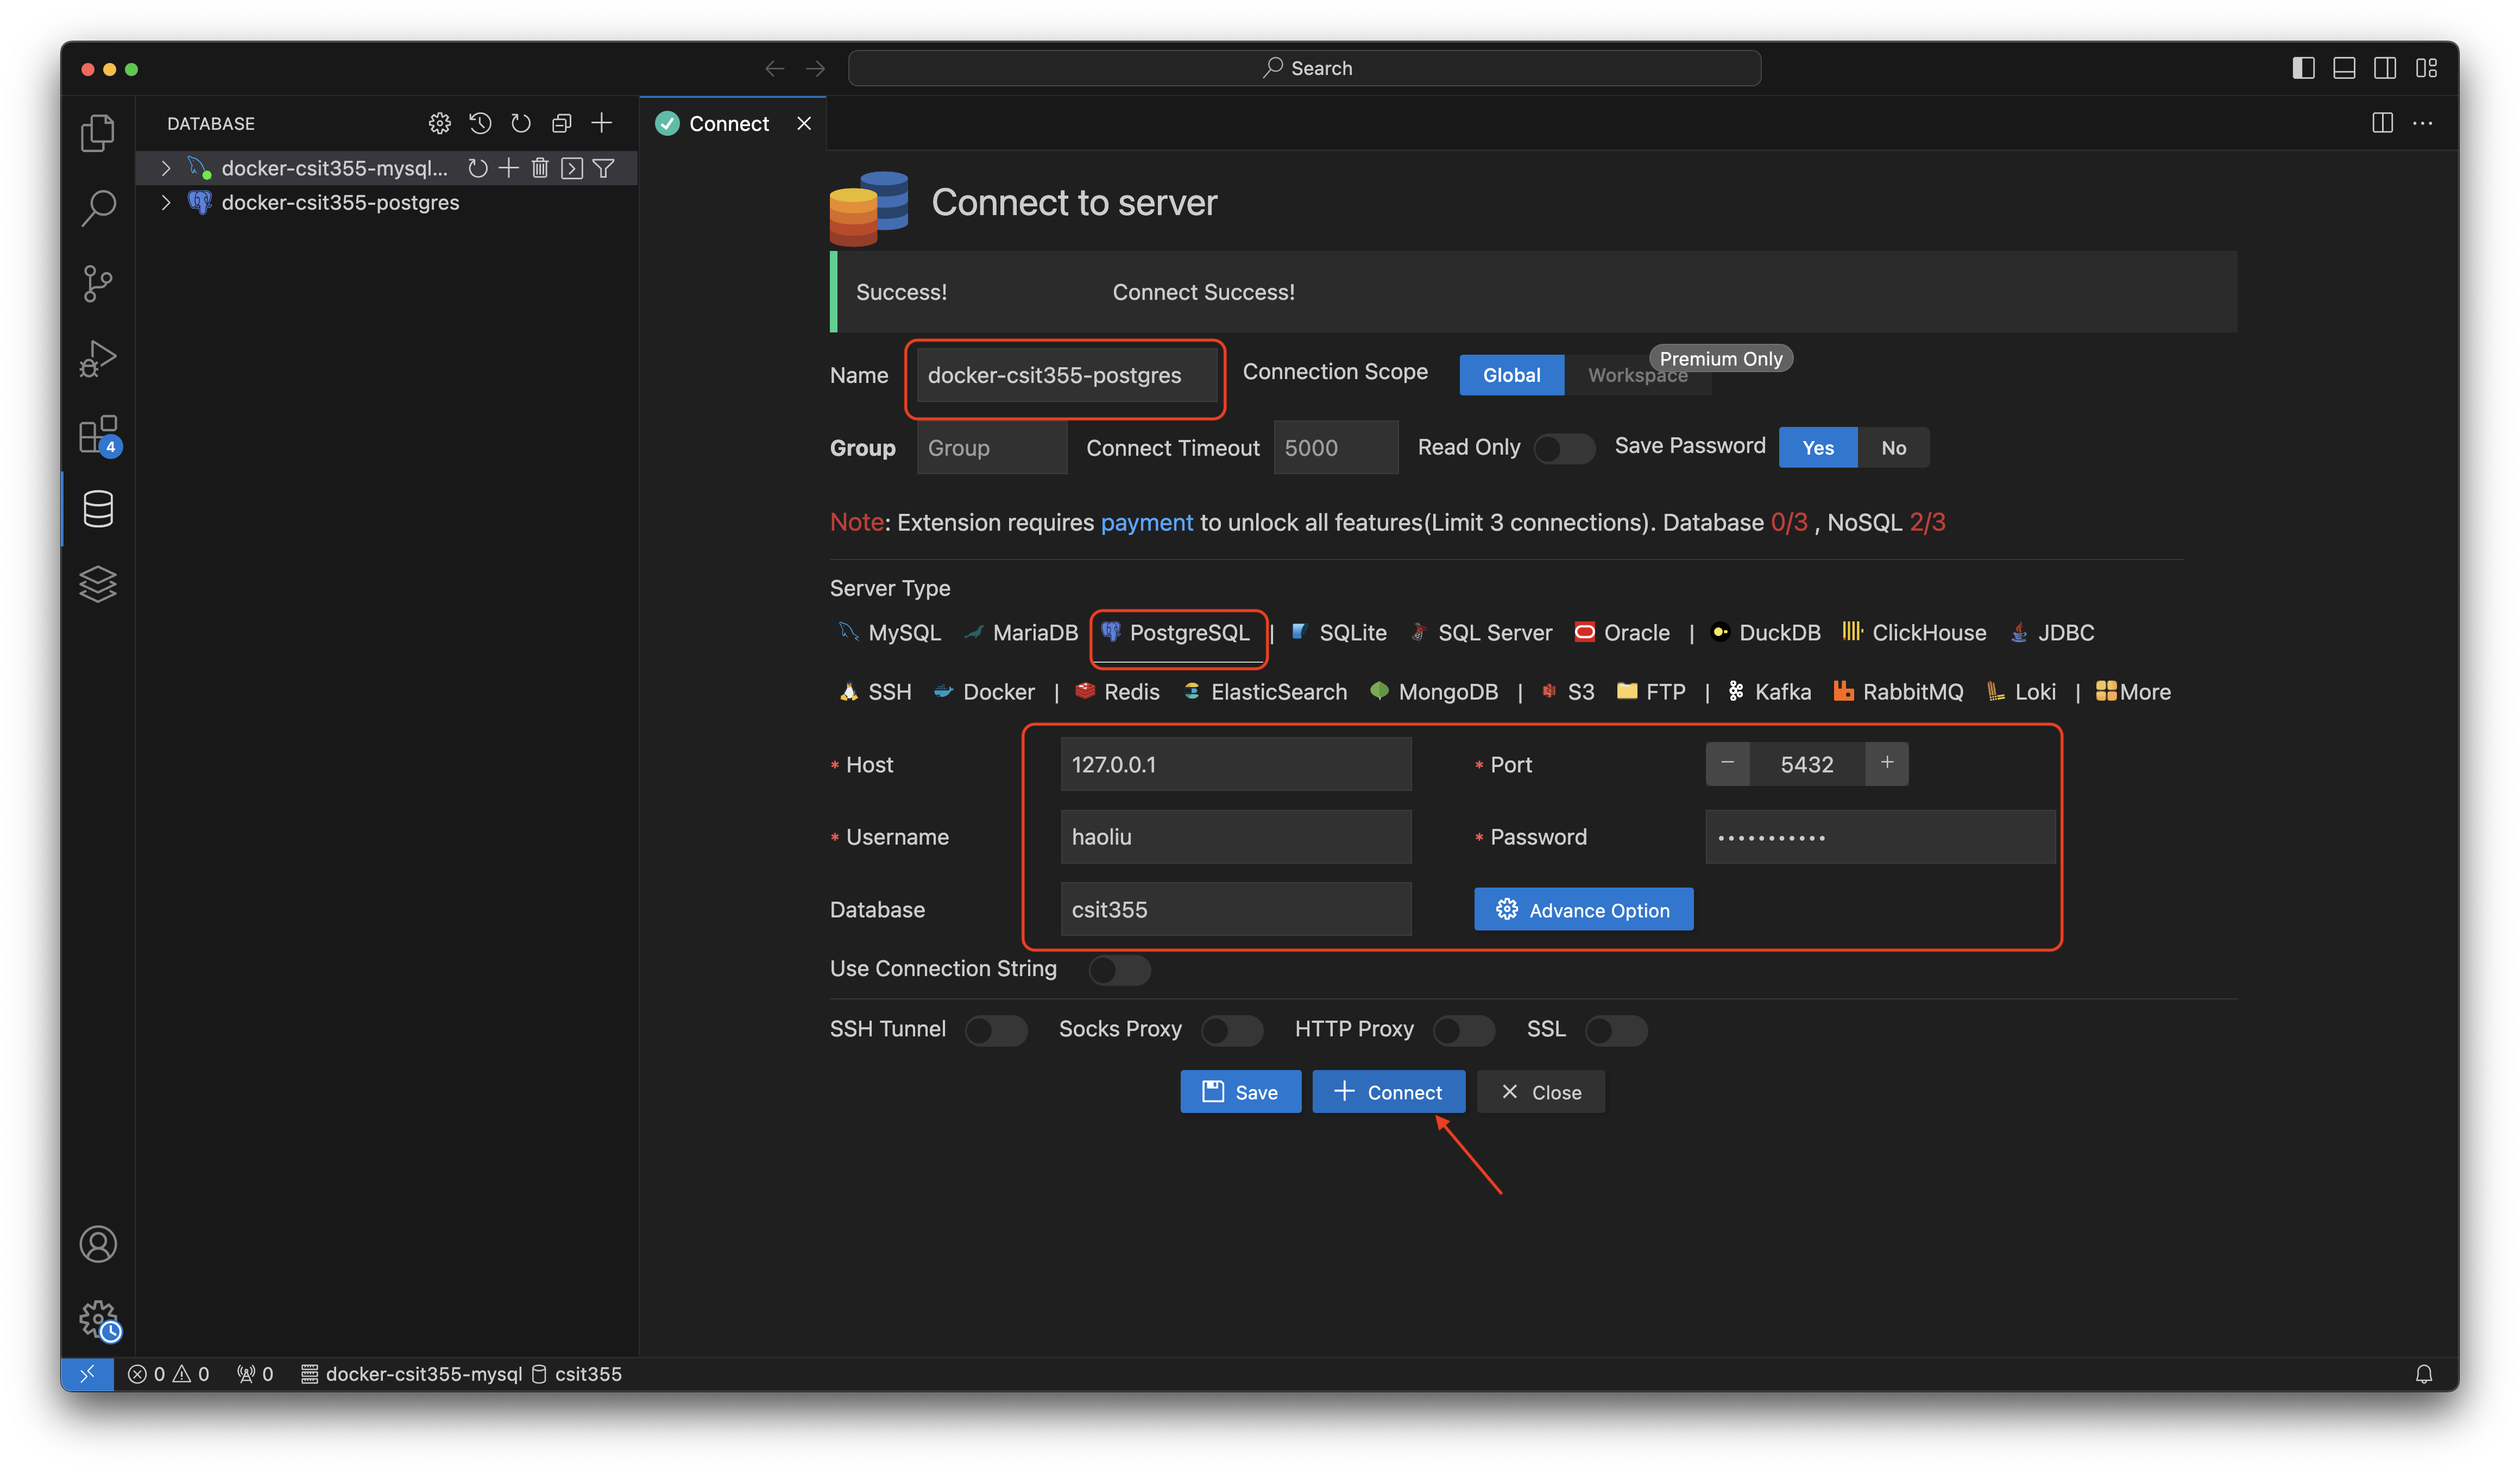 Search
DATABASE
Connect
docker-csit355-mysql...
docker-csit355-postgres
Connect to server
Success! Connect Success!
Name docker-csit355-postgres Connection Scope Global Workspace Premium Only
Group Group Connect Timeout 5000 Read Only Save Password Yes No
Note: Extension requires payment to unlock all features(Limit 3 connections). Database 0/3 , NoSQL 2/3
Server Type
MySQL MariaDB PostgreSQL | SQLite SQL Server Oracle | DuckDB ClickHouse JDBC
SSH Docker | Redis ElasticSearch MongoDB | S3 FTP | Kafka RabbitMQ Loki | More
* Host 127.0.0.1 * Port − 5432 +
* Username haoliu * Password ···········
Database csit355 Advance Option
Use Connection String
SSH Tunnel Socks Proxy HTTP Proxy SSL
Save Connect Close
4
0 0 0 docker-csit355-mysql csit355